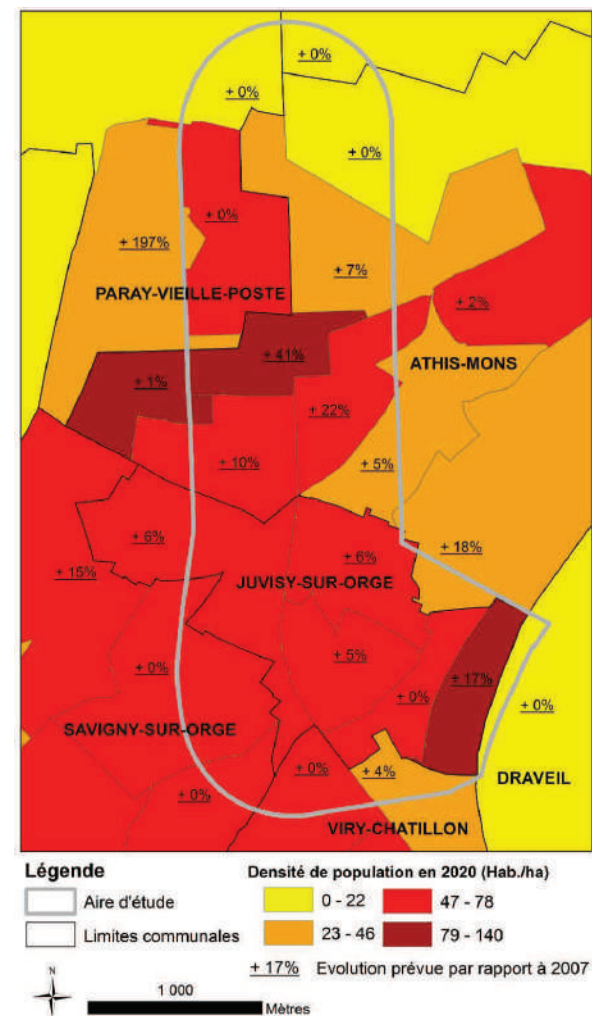 + 0%
+ 0%
+ 0%
+ 0%
+ 197%
+ 7%
PARAY-VIEILLE-POSTE
+ 2%
+ 41%
ATHIS-MONS
+ 1%
+ 22%
+ 10%
+ 5%
+ 6%
+ 18%
+ 6%
+ 15%
JUVISY-SUR-ORGE
+ 0%
+ 5%
+ 17%
+ 0%
+ 0%
SAVIGNY-SUR-ORGE
+ 0%
+ 4%
DRAVEIL
+ 0%
VIRY-CHATILLON
Légende
Densité de population en 2020 (Hab./ha)
Aire d'étude
0 - 22
47 - 78
Limites communales
23 - 46
79 - 140
+ 17% Evolution prévue par rapport à 2007
N
1 000
Mètres